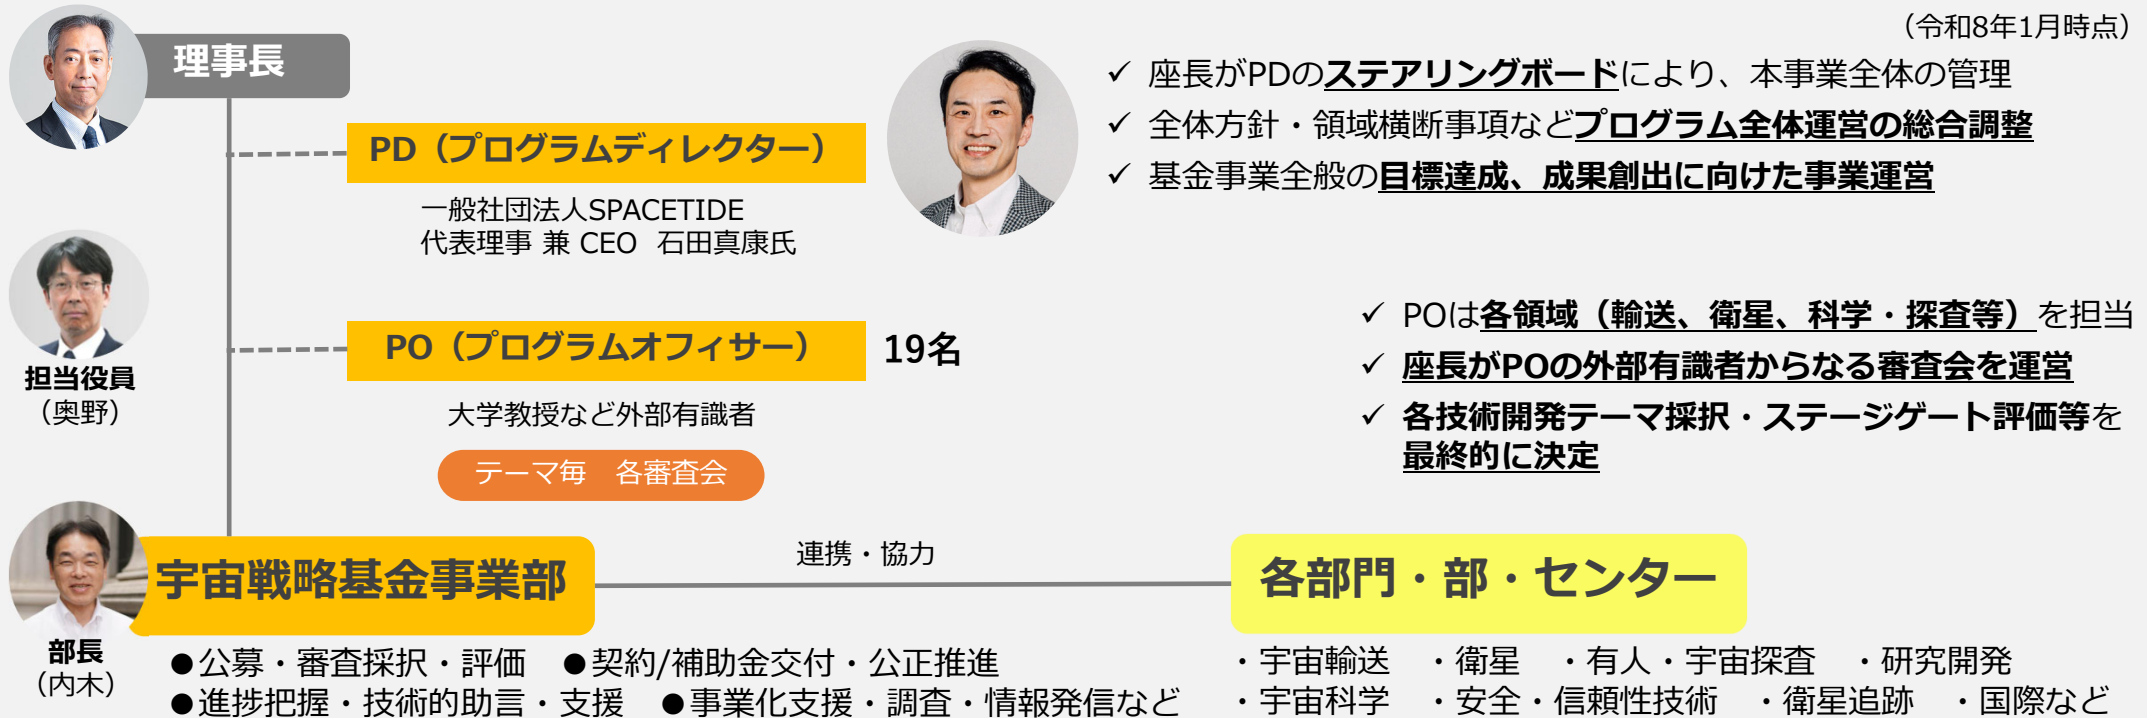 （令和8年1月時点）
理事長
PD（プログラムディレクター）
一般社団法人SPACETIDE
代表理事 兼 CEO 石田真康氏
✓ 座長がPDのステアリングボードにより、本事業全体の管理
✓ 全体方針・領域横断事項などプログラム全体運営の総合調整
✓ 基金事業全般の目標達成、成果創出に向けた事業運営
担当役員
（奥野）
PO（プログラムオフィサー）
19名
大学教授など外部有識者
テーマ毎　各審査会
✓ POは各領域（輸送、衛星、科学・探査等）を担当
✓ 座長がPOの外部有識者からなる審査会を運営
✓ 各技術開発テーマ採択・ステージゲート評価等を
最終的に決定
部長
（内木）
宇宙戦略基金事業部
連携・協力
各部門・部・センター
●公募・審査採択・評価　●契約/補助金交付・公正推進
●進捗把握・技術的助言・支援　●事業化支援・調査・情報発信など
・宇宙輸送　・衛星　・有人・宇宙探査　・研究開発
・宇宙科学　・安全・信頼性技術　・衛星追跡　・国際など